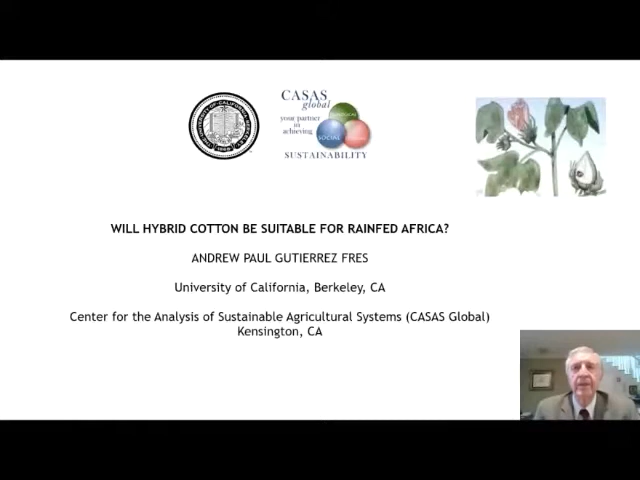 CASAS
global
your partner
in
achieving
SOCIAL
SUSTAINABILITY
WILL HYBRID COTTON BE SUITABLE FOR RAINFED AFRICA?
ANDREW PAUL GUTIERREZ FRES
University of California, Berkeley, CA
Center for the Analysis of Sustainable Agricultural Systems (CASAS Global)
Kensington, CA